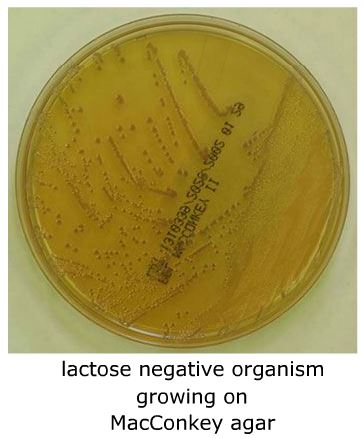 MACCONKEY II
lactose negative organism
growing on
MacConkey agar